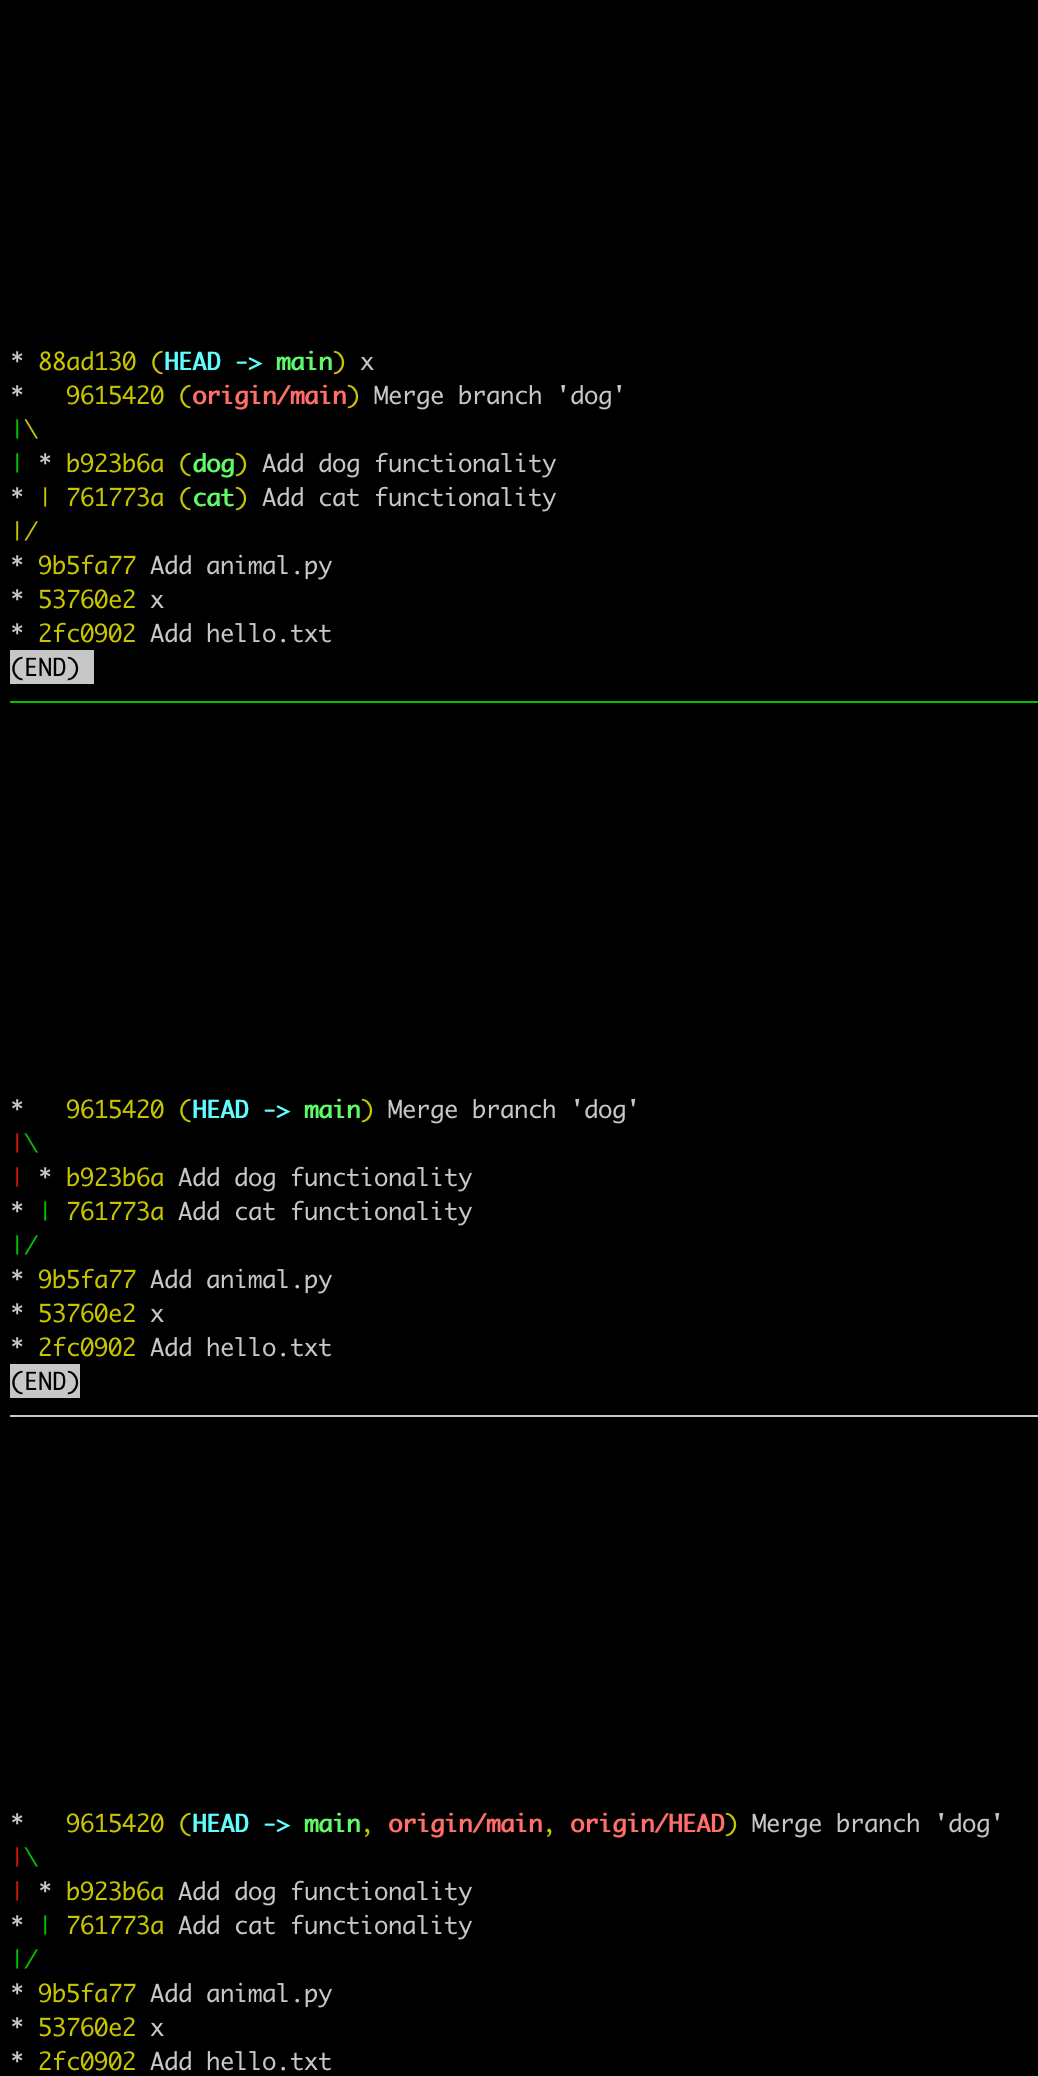 * 88ad130 (HEAD -> main) x
*   9615420 (origin/main) Merge branch 'dog'
|\
| * b923b6a (dog) Add dog functionality
* | 761773a (cat) Add cat functionality
|/
* 9b5fa77 Add animal.py
* 53760e2 x
* 2fc0902 Add hello.txt
(END)
*   9615420 (HEAD -> main) Merge branch 'dog'
|\
| * b923b6a Add dog functionality
* | 761773a Add cat functionality
|/
* 9b5fa77 Add animal.py
* 53760e2 x
* 2fc0902 Add hello.txt
(END)
*   9615420 (HEAD -> main, origin/main, origin/HEAD) Merge branch 'dog'
|\
| * b923b6a Add dog functionality
* | 761773a Add cat functionality
|/
* 9b5fa77 Add animal.py
* 53760e2 x
* 2fc0902 Add hello.txt